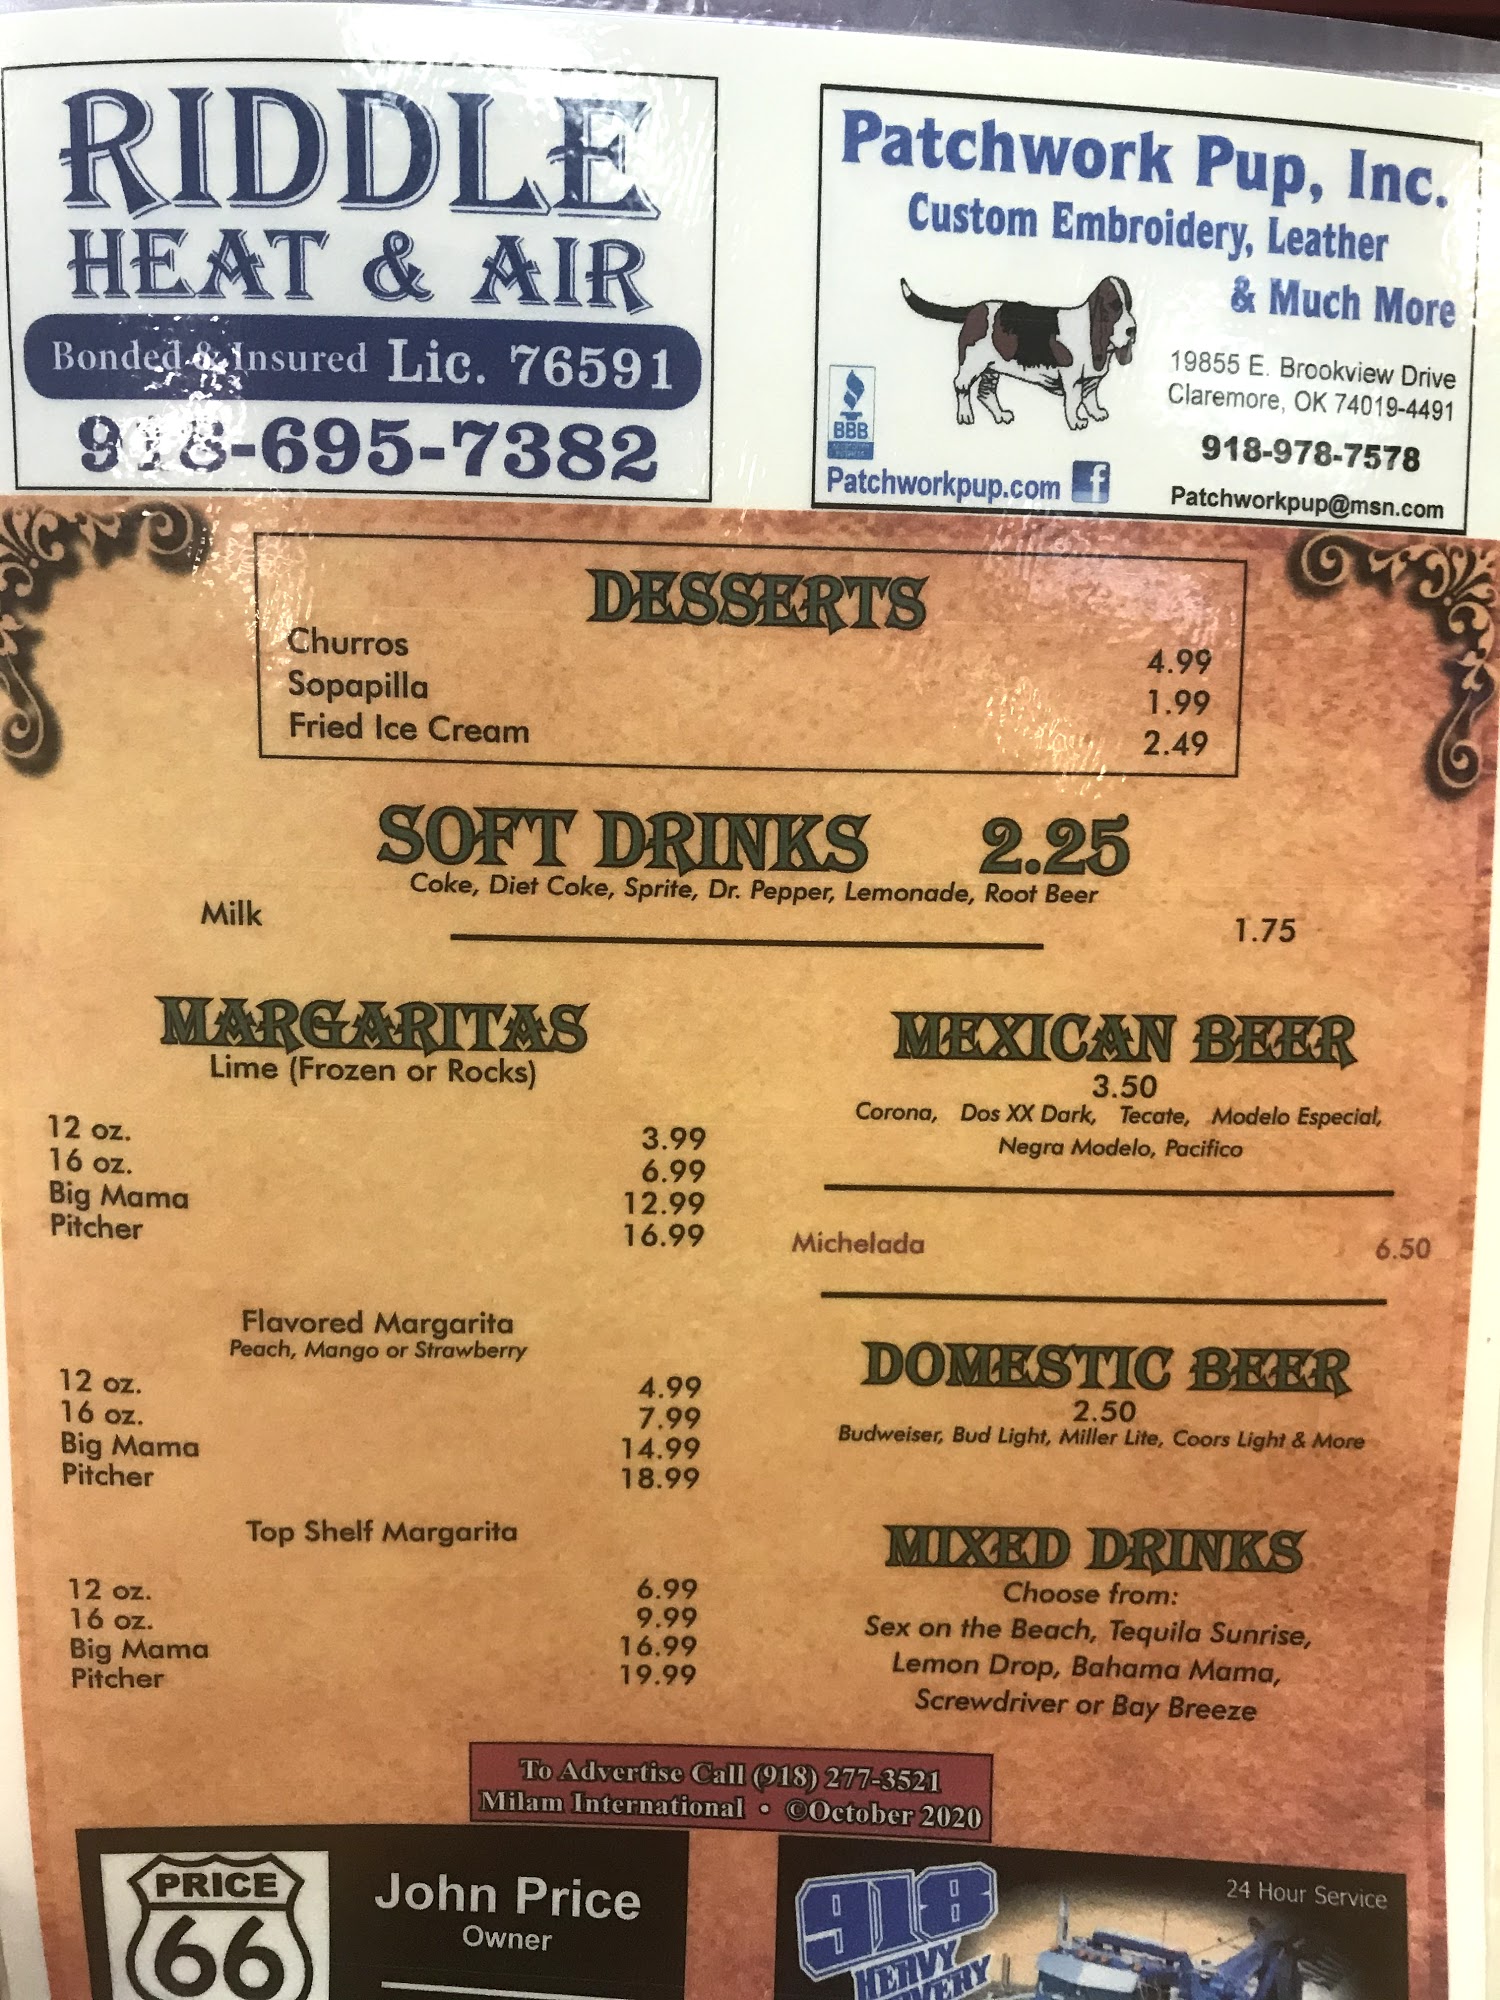 RIDDLE
HEAT & AIR
Bonded & Insured Lic. 76591
918-695-7382
Patchwork Pup, Inc.
Custom Embroidery, Leather
& Much More
19855 E. Brookview Drive
Claremore, OK 74019-4491
918-978-7578
BBB
Patchworkpup.com f
Patchworkpup@msn.com
DESSERTS
Churros 4.99
Sopapilla 1.99
Fried Ice Cream 2.49
SOFT DRINKS 2.25
Coke, Diet Coke, Sprite, Dr. Pepper, Lemonade, Root Beer
Milk 1.75
MARGARITAS
Lime (Frozen or Rocks)
12 oz. 3.99
16 oz. 6.99
Big Mama 12.99
Pitcher 16.99
Flavored Margarita
Peach, Mango or Strawberry
12 oz. 4.99
16 oz. 7.99
Big Mama 14.99
Pitcher 18.99
Top Shelf Margarita
12 oz. 6.99
16 oz. 9.99
Big Mama 16.99
Pitcher 19.99
MEXICAN BEER
3.50
Corona, Dos XX Dark, Tecate, Modelo Especial,
Negra Modelo, Pacifico
Michelada 6.50
DOMESTIC BEER
2.50
Budweiser, Bud Light, Miller Lite, Coors Light & More
MIXED DRINKS
Choose from:
Sex on the Beach, Tequila Sunrise,
Lemon Drop, Bahama Mama,
Screwdriver or Bay Breeze
To Advertise Call (918) 277-3521
Milam International • ©October 2020
PRICE
66
John Price
Owner
918
HEAVY
24 Hour Service